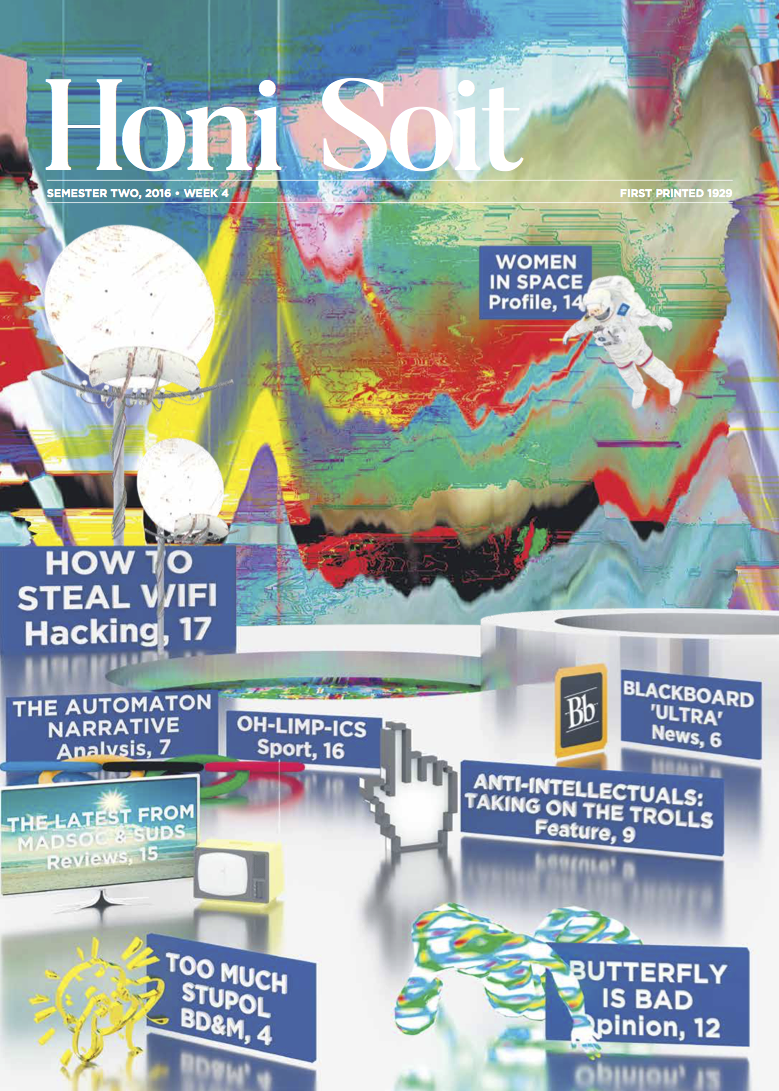 Honi Soit
SEMESTER TWO, 2016 • WEEK 4
FIRST PRINTED 1929
WOMEN
IN SPACE
Profile, 14
HOW TO
STEAL WIFI
Hacking, 17
THE AUTOMATON
NARRATIVE
Analysis, 7
OH-LIMP-ICS
Sport, 16
Bb
BLACKBOARD
'ULTRA'
News, 6
ANTI-INTELLECTUALS:
TAKING ON THE TROLLS
Feature, 9
THE LATEST FROM
MADSOC & SUDS
Reviews, 15
TOO MUCH
STUPOL
BD&M, 4
BUTTERFLY
IS BAD
Opinion, 12